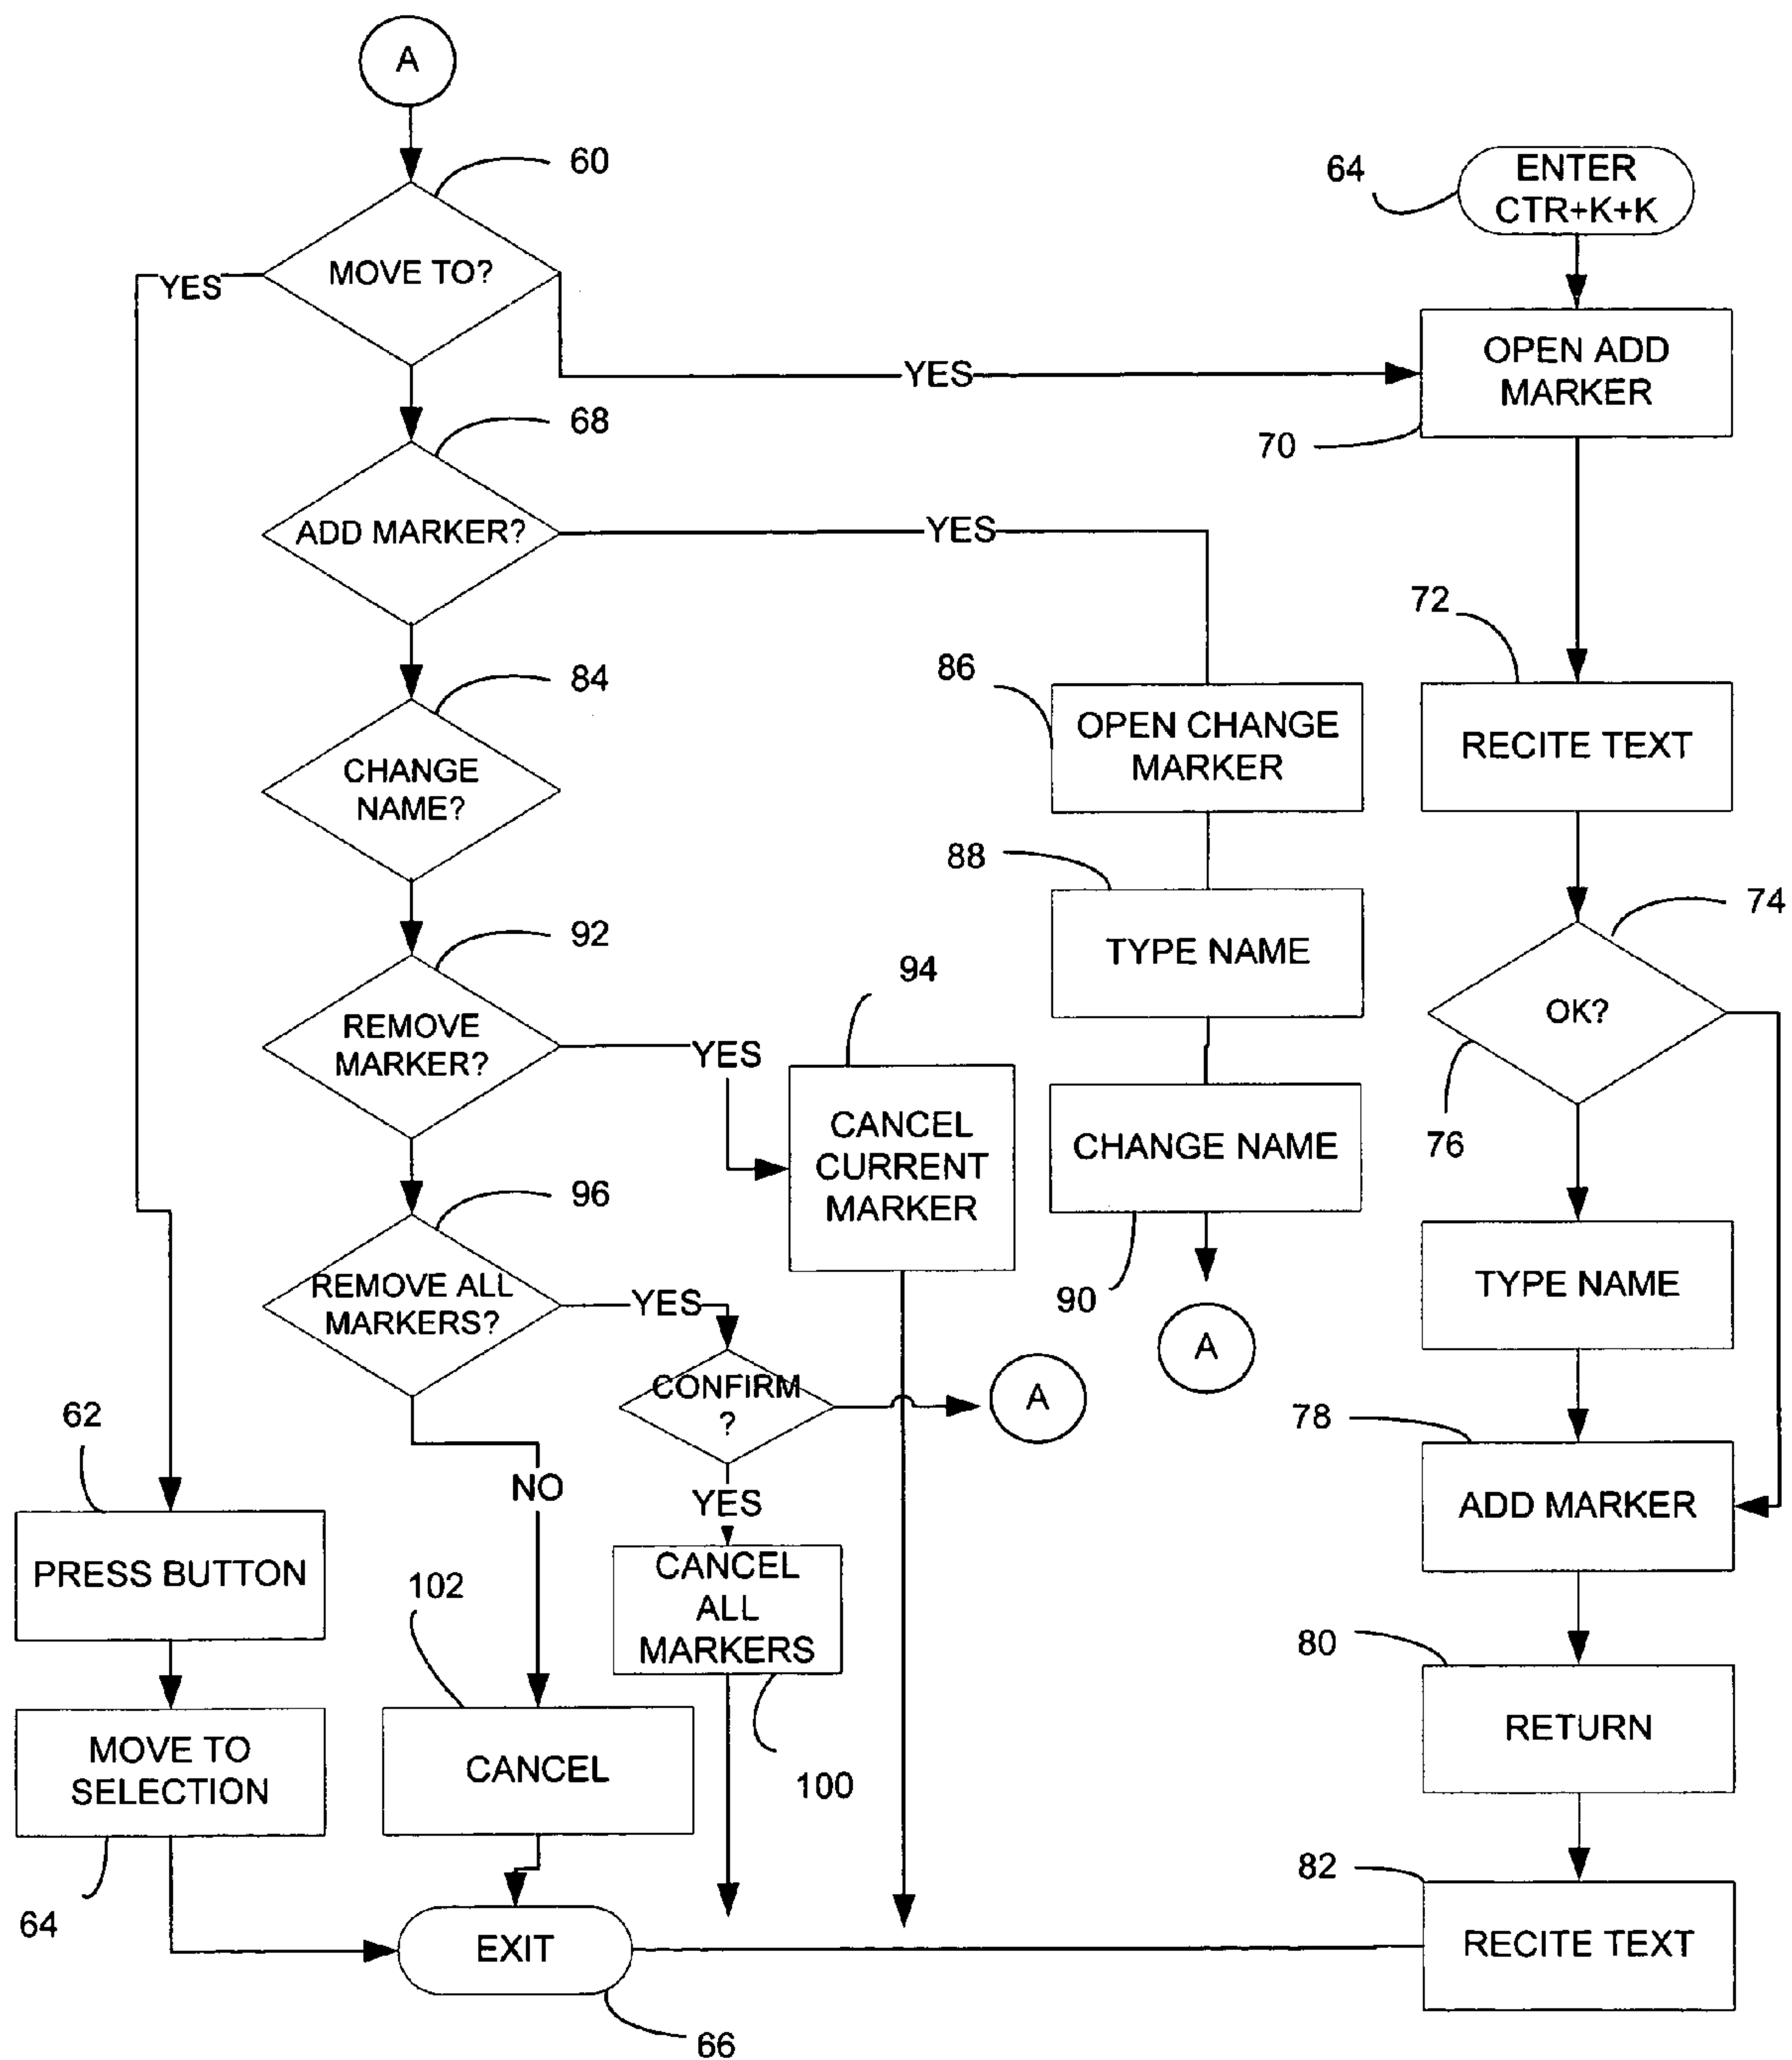 A
60
64
ENTER
CTR+K+K
MOVE TO?
YES
YES
OPEN ADD
MARKER
70
68
ADD MARKER?
YES
72
84
86
OPEN CHANGE
MARKER
RECITE TEXT
CHANGE
NAME?
88
74
92
TYPE NAME
94
OK?
REMOVE
MARKER?
YES
CANCEL
CURRENT
MARKER
CHANGE NAME
76
96
REMOVE ALL
MARKERS?
YES
90
TYPE NAME
A
CONFIRM
?
A
62
78
NO
YES
ADD MARKER
PRESS BUTTON
102
CANCEL
ALL
MARKERS
80
RETURN
MOVE TO
SELECTION
CANCEL
100
82
64
EXIT
RECITE TEXT
66